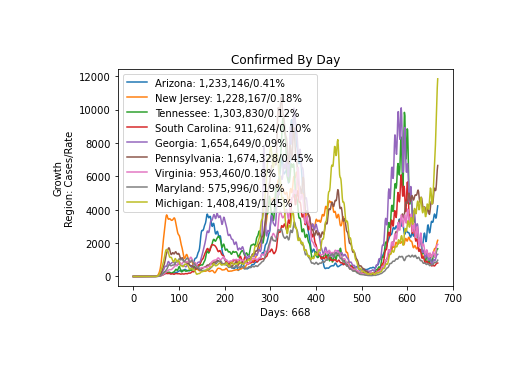 Confirmed By Day
12000
10000
8000
6000
4000
2000
0
Growth
Region: Cases/Rate
Arizona: 1,233,146/0.41%
New Jersey: 1,228,167/0.18%
Tennessee: 1,303,830/0.12%
South Carolina: 911,624/0.10%
Georgia: 1,654,649/0.09%
Pennsylvania: 1,674,328/0.45%
Virginia: 953,460/0.18%
Maryland: 575,996/0.19%
Michigan: 1,408,419/1.45%
0 100 200 300 400 500 600 700
Days: 668